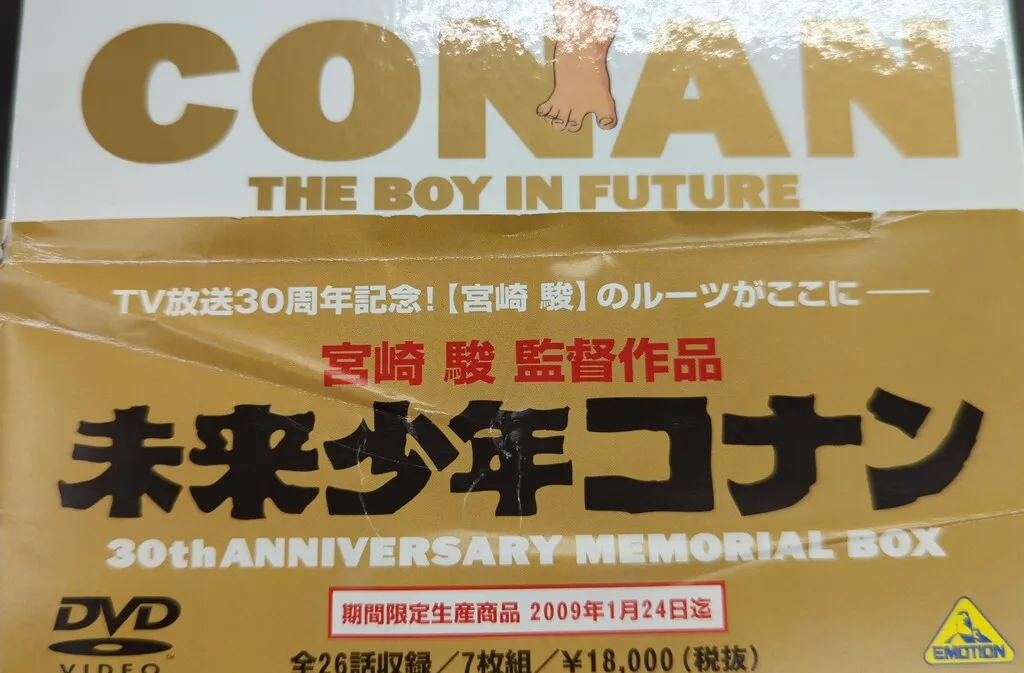 CONAN
THE BOY IN FUTURE
TV放送30周年記念!【宮崎 駿】のルーツがここに——
宮崎 駿 監督作品
未来少年コナン
30th ANNIVERSARY MEMORIAL BOX
期間限定生産商品 2009年1月24日迄
DVD
VIDEO
全26話収録/7枚組/¥18,000(税抜)
EMOTION